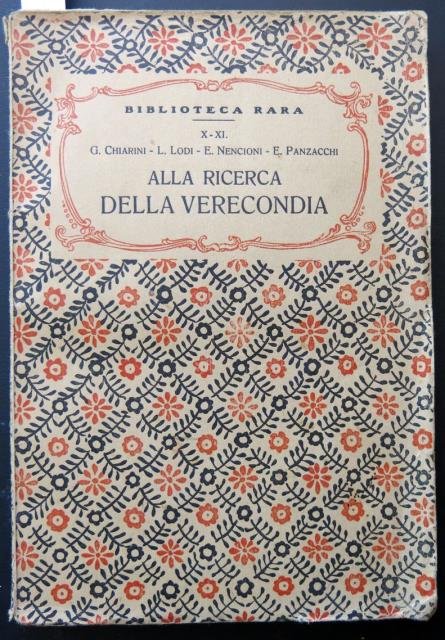 BIBLIOTECA RARA
X-XI.
G. CHIARINI - L. LODI - E. NENCIONI - E. PANZACCHI
ALLA RICERCA
DELLA VERECONDIA